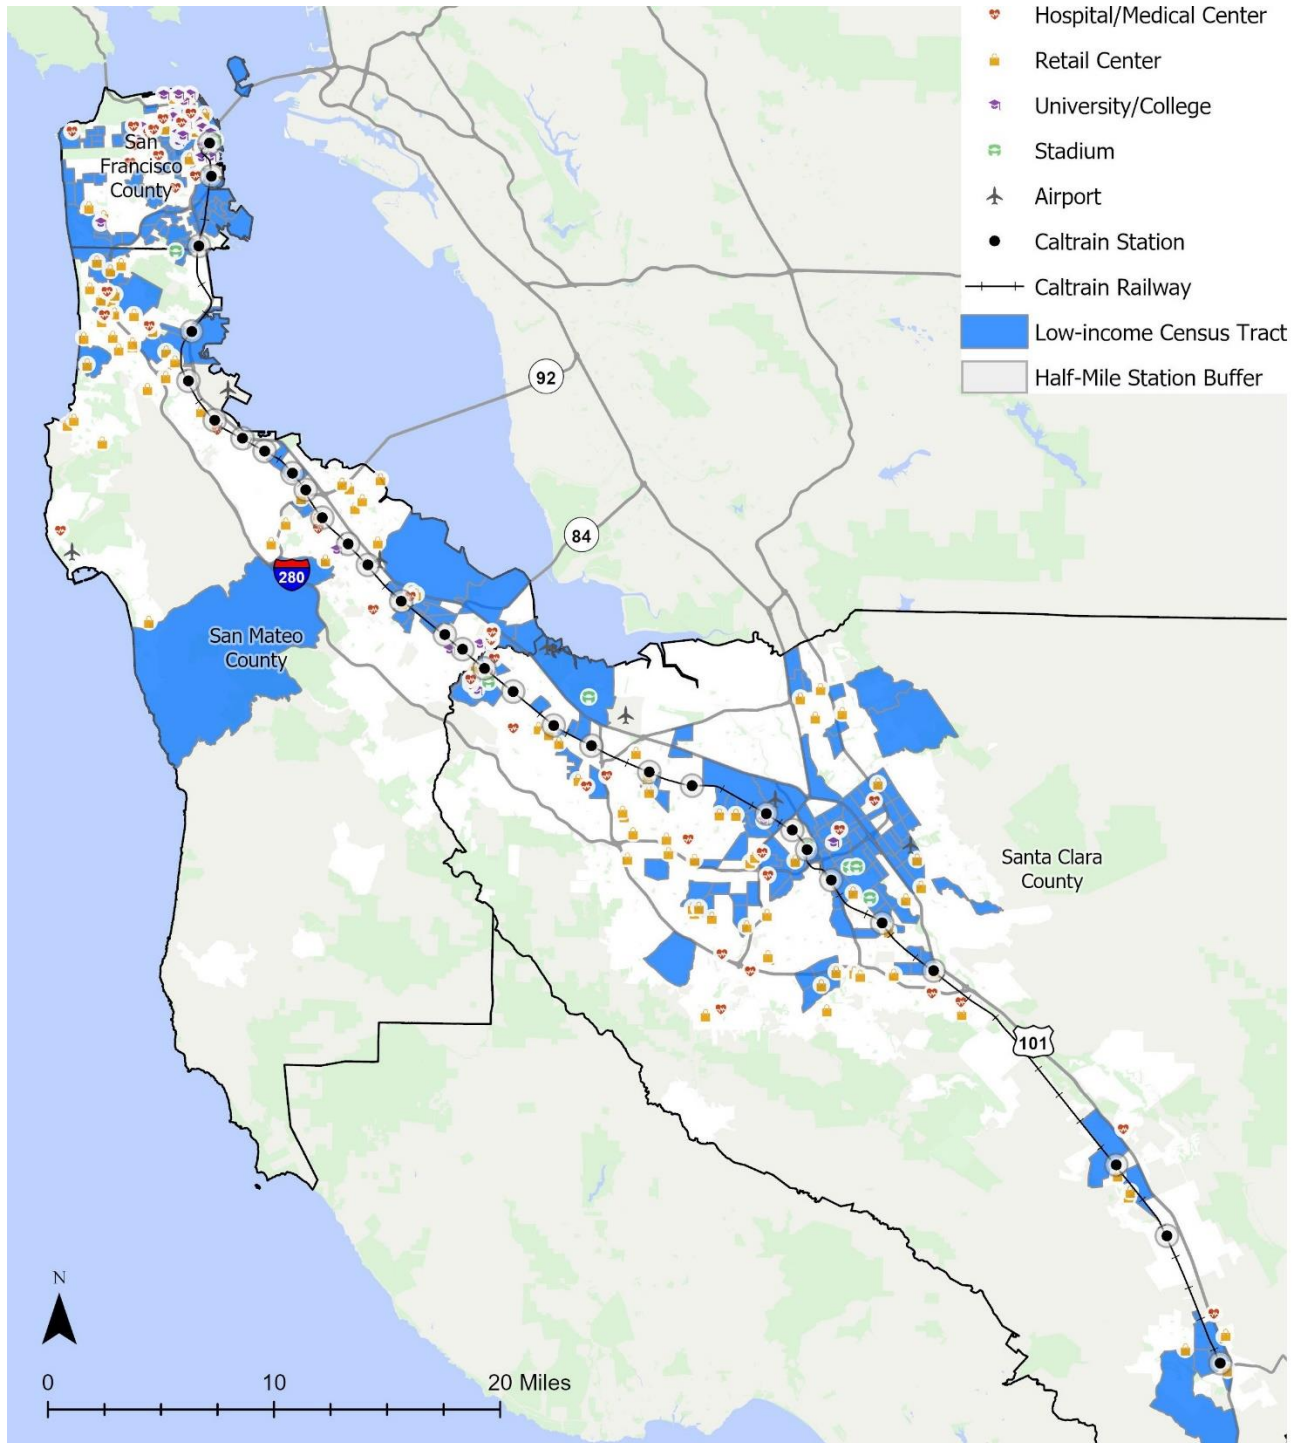 Hospital/Medical Center
Retail Center
University/College
Stadium
Airport
Caltrain Station
Caltrain Railway
Low-income Census Tract
Half-Mile Station Buffer
San
Francisco
County
92
84
280
San Mateo
County
Santa Clara
County
101
N
0
10
20 Miles